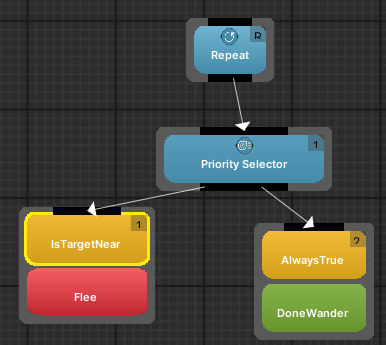 R
Repeat
1
Priority Selector
1
IsTargetNear
Flee
2
AlwaysTrue
DoneWander